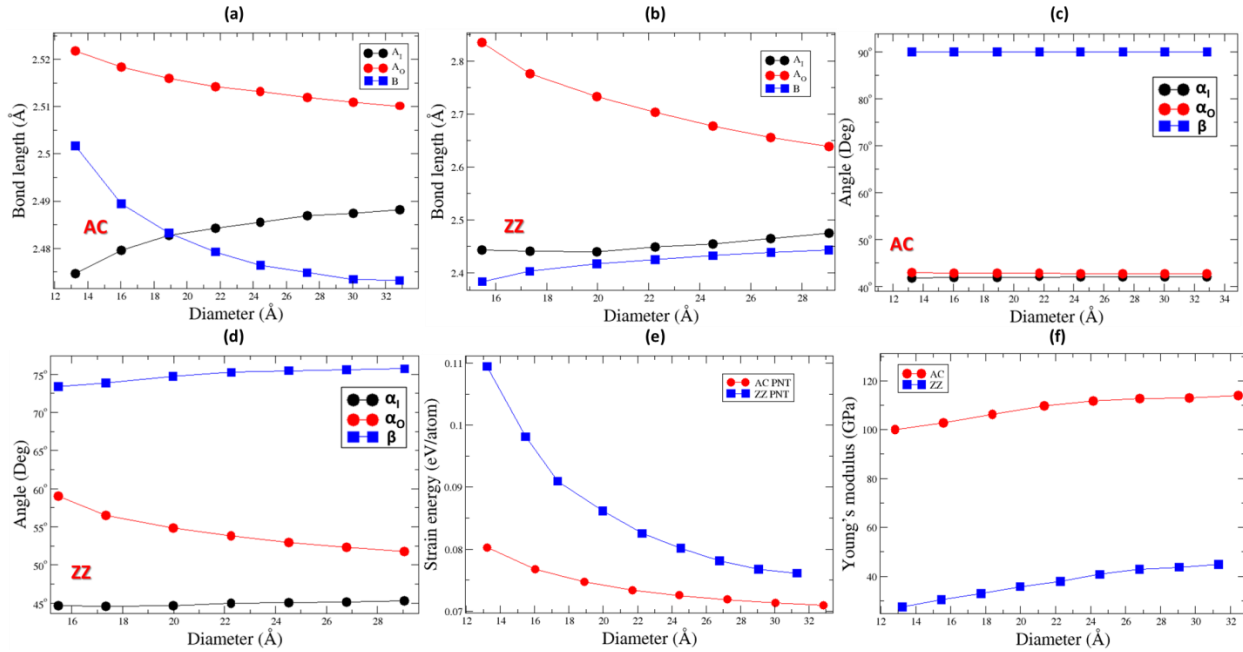 (a)
Bond length (Å)
2.52
2.51
2.5
2.49
2.48
A_I
A_O
B
AC
12 14 16 18 20 22 24 26 28 30 32
Diameter (Å)
(b)
Bond length (Å)
2.8
2.7
2.6
2.5
2.4
A_I
A_O
B
ZZ
16 18 20 22 24 26 28
Diameter (Å)
(c)
Angle (Deg)
90°
80°
70°
60°
50°
45°
40°
α_I
α_O
β
AC
12 14 16 18 20 22 24 26 28 30 32 34
Diameter (Å)
(d)
Angle (Deg)
75°
70°
65°
60°
55°
50°
45°
α_I
α_O
β
ZZ
16 18 20 22 24 26 28
Diameter (Å)
(e)
Strain energy (eV/atom)
0.11
0.1
0.09
0.08
0.07
AC PNT
ZZ PNT
12 14 16 18 20 22 24 26 28 30 32
Diameter (Å)
(f)
Young's modulus (GPa)
120
100
80
60
40
AC
ZZ
12 14 16 18 20 22 24 26 28 30 32
Diameter (Å)